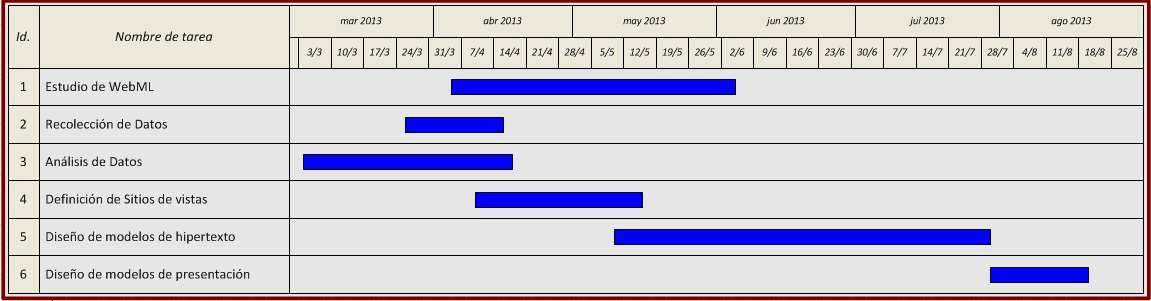 Id.
Nombre de tarea
mar 2013 abr 2013 may 2013 jun 2013 jul 2013 ago 2013
3/3 10/3 17/3 24/3 31/3 7/4 14/4 21/4 28/4 5/5 12/5 19/5 26/5 2/6 9/6 16/6 23/6 30/6 7/7 14/7 21/7 28/7 4/8 11/8 18/8 25/8
1 Estudio de WebML
2 Recolección de Datos
3 Análisis de Datos
4 Definición de Sitios de vistas
5 Diseño de modelos de hipertexto
6 Diseño de modelos de presentación